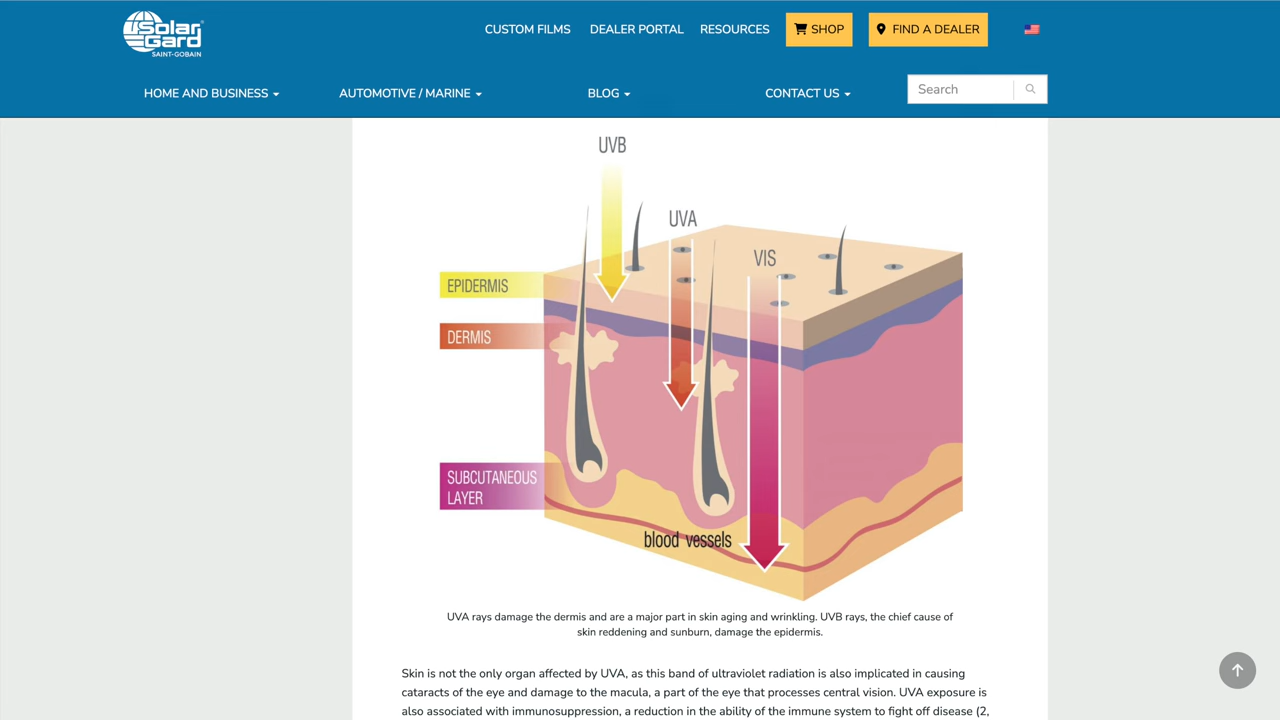 Solar
Gard
SAINT-GOBAIN
CUSTOM FILMS DEALER PORTAL RESOURCES SHOP FIND A DEALER
HOME AND BUSINESS AUTOMOTIVE / MARINE BLOG CONTACT US Search
UVB
UVA
VIS
EPIDERMIS
DERMIS
SUBCUTANEOUS
LAYER
blood vessels
UVA rays damage the dermis and are a major part in skin aging and wrinkling. UVB rays, the chief cause of
skin reddening and sunburn, damage the epidermis.
Skin is not the only organ affected by UVA, as this band of ultraviolet radiation is also implicated in causing
cataracts of the eye and damage to the macula, a part of the eye that processes central vision. UVA exposure is
also associated with immunosuppression, a reduction in the ability of the immune system to fight off disease (2,